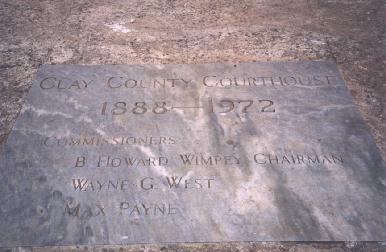 CLAY COUNTY COURTHOUSE
1888—1972
COMMISSIONERS
B. HOWARD WIMPEY CHAIRMAN
WAYNE G. WEST
MAX PAYNE